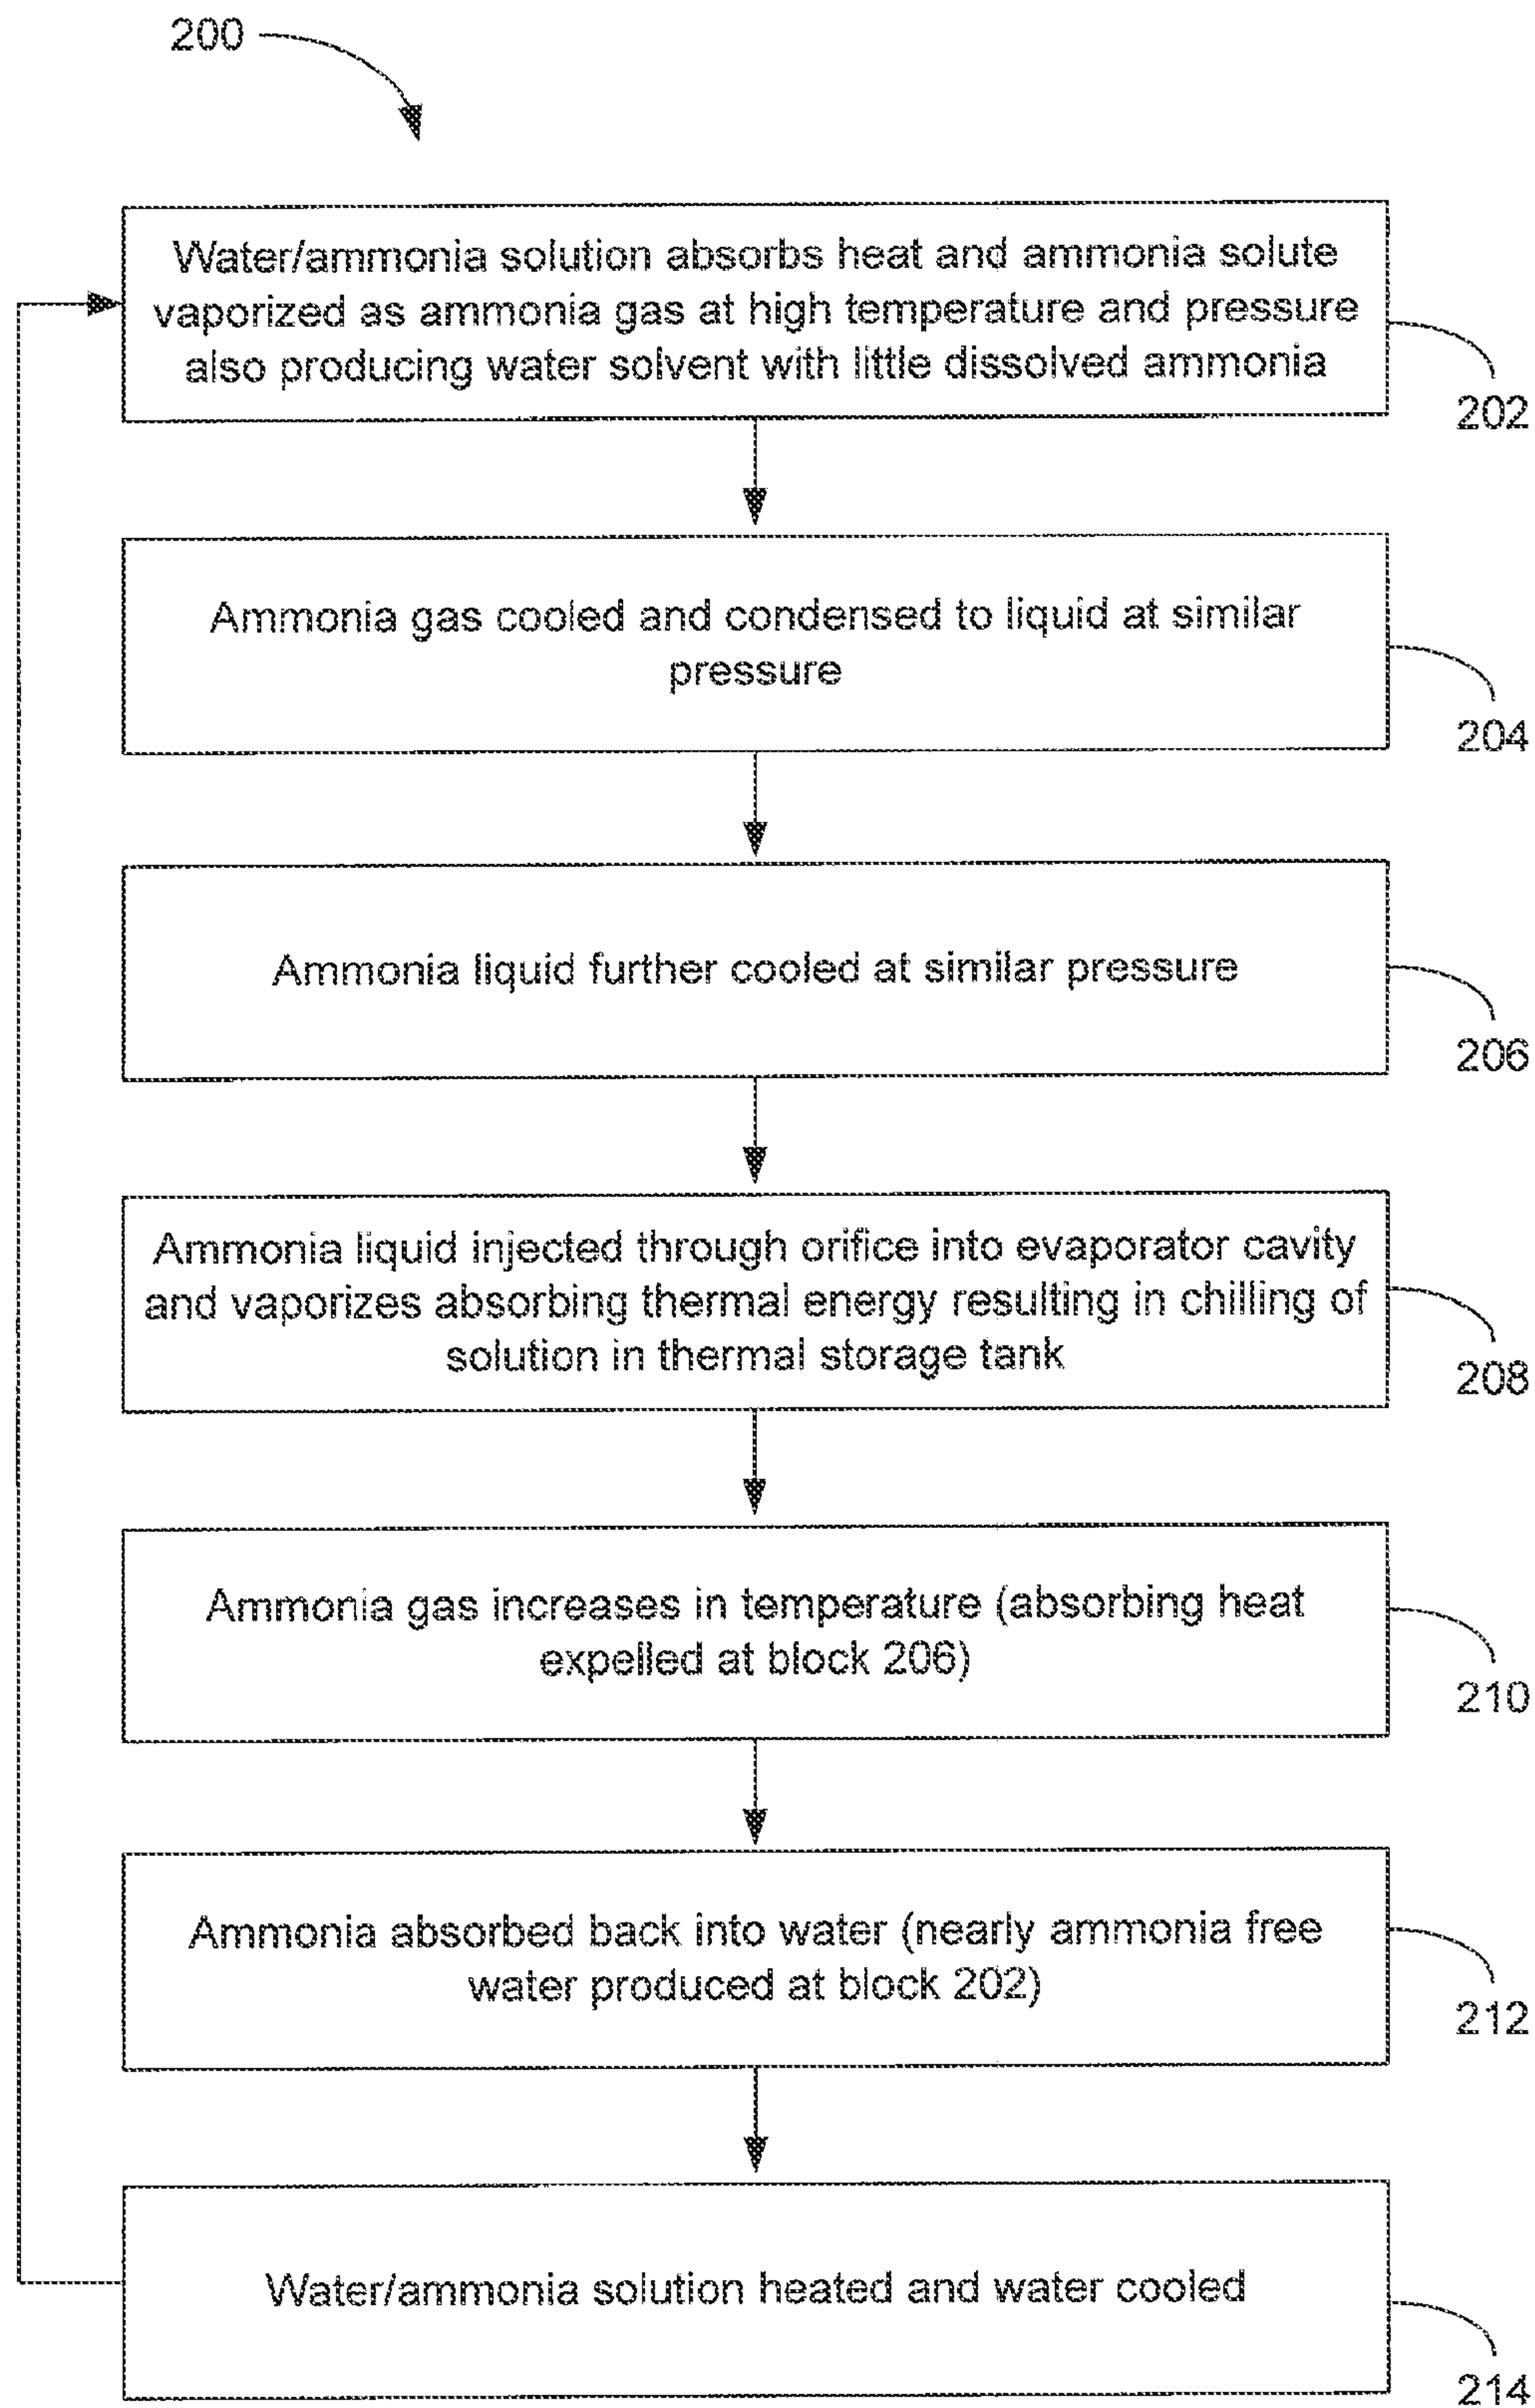 200
Water/ammonia solution absorbs heat and ammonia solute
vaporized as ammonia gas at high temperature and pressure
also producing water solvent with little dissolved ammonia
202
Ammonia gas cooled and condensed to liquid at similar
pressure
204
Ammonia liquid further cooled at similar pressure
206
Ammonia liquid injected through orifice into evaporator cavity
and vaporizes absorbing thermal energy resulting in chilling of
solution in thermal storage tank
208
Ammonia gas increases in temperature (absorbing heat
expelled at block 206)
210
Ammonia absorbed back into water (nearly ammonia free
water produced at block 202)
212
Water/ammonia solution heated and water cooled
214